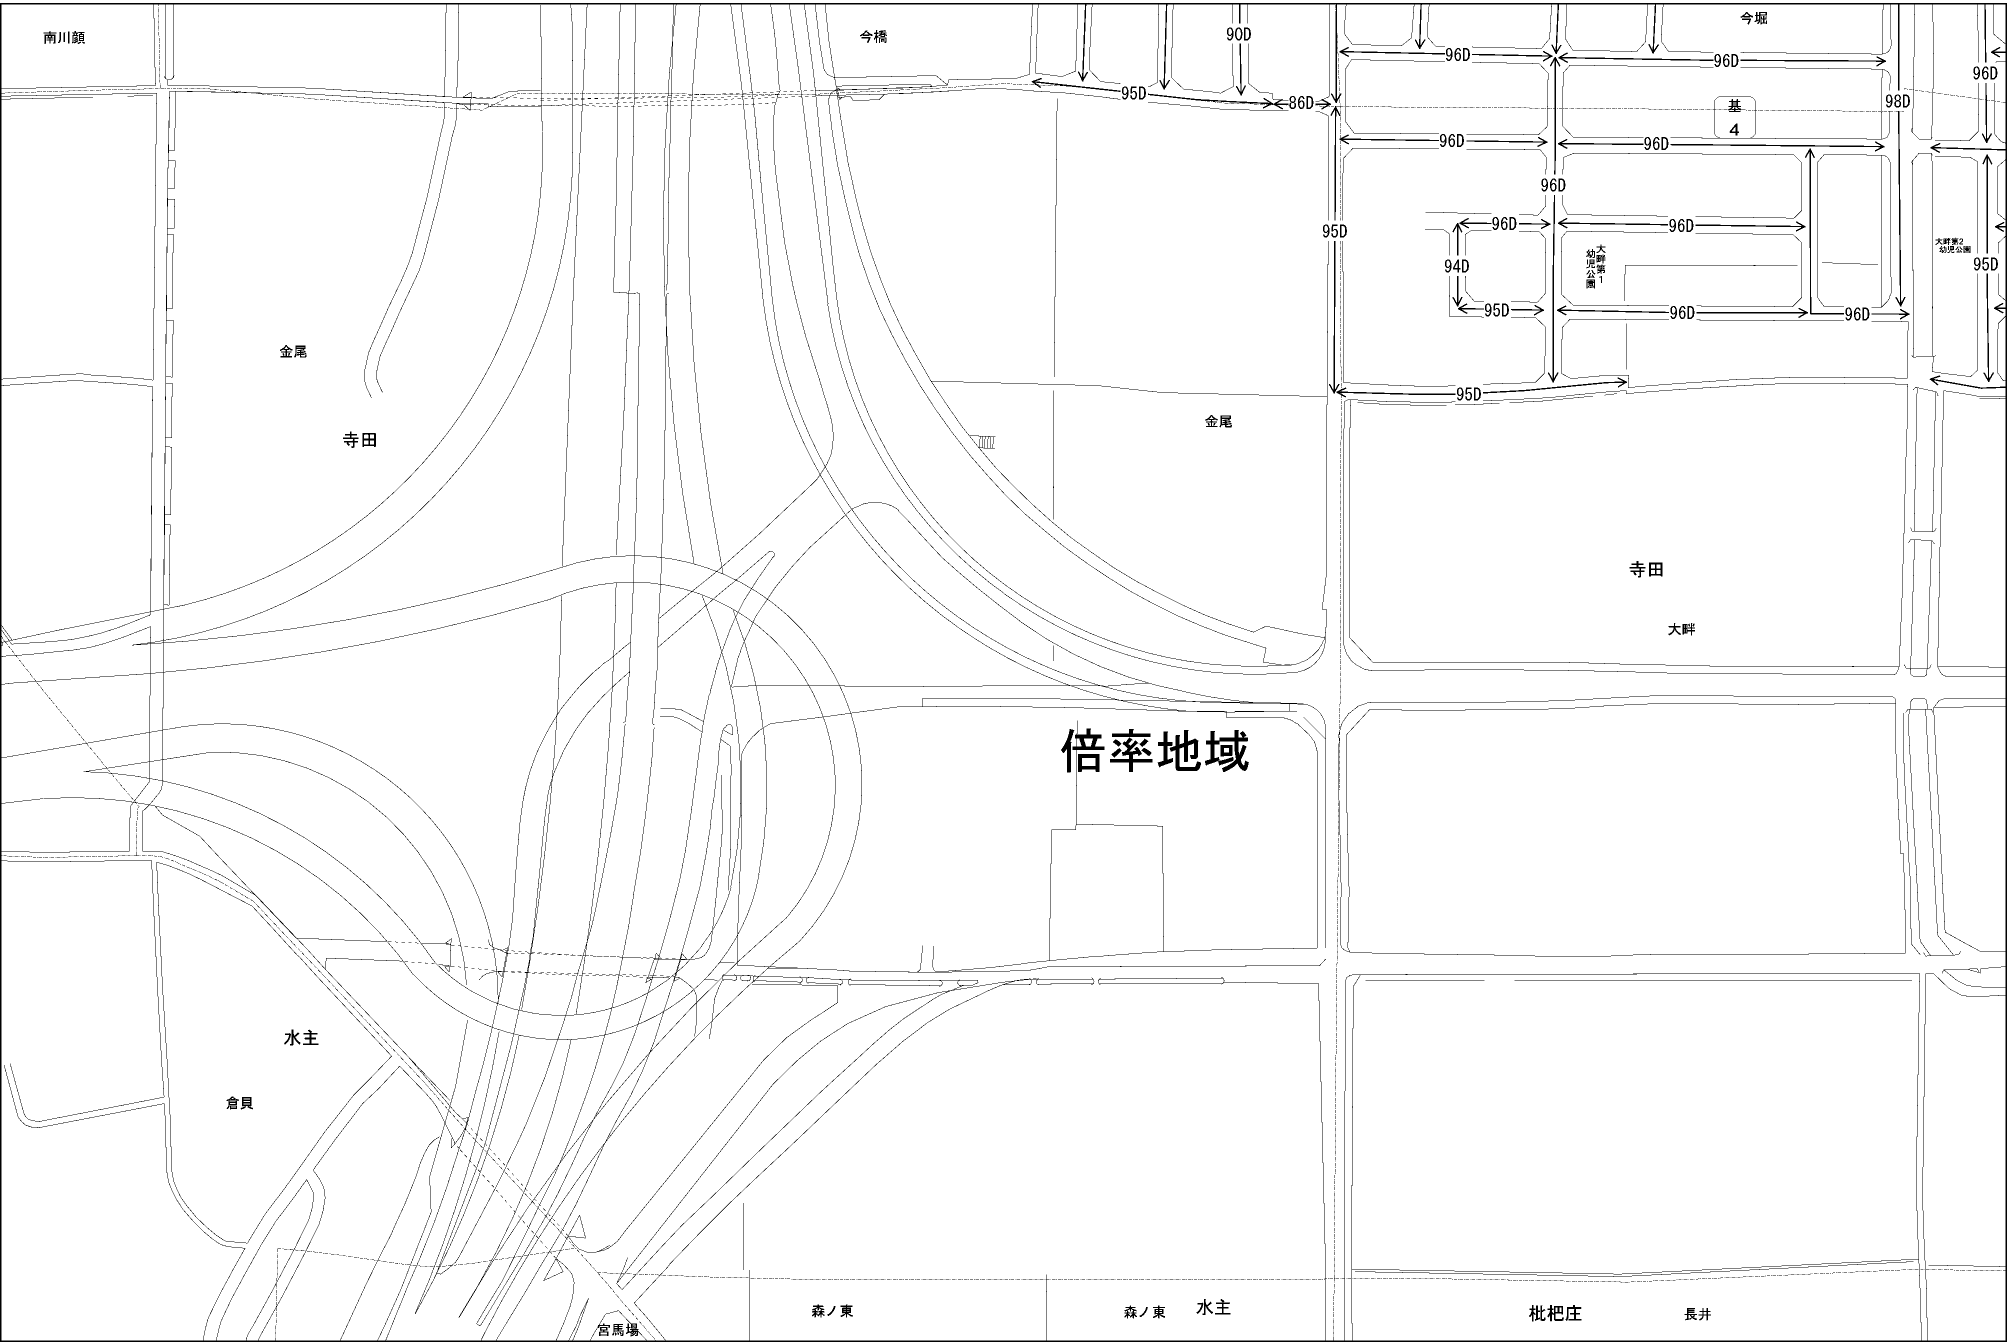 南川顔
今橋
90D
今堀
96D
96D
96D
95D
86D
98D
基
4
96D
96D
96D
95D
96D
96D
大畔第1
幼児公園
大畔第2
幼児公園
94D
95D
95D
96D
96D
金尾
95D
寺田
金尾
寺田
大畔
倍率地域
水主
倉貝
森ノ東
森ノ東
水主
枇杷庄
長井
宮馬場